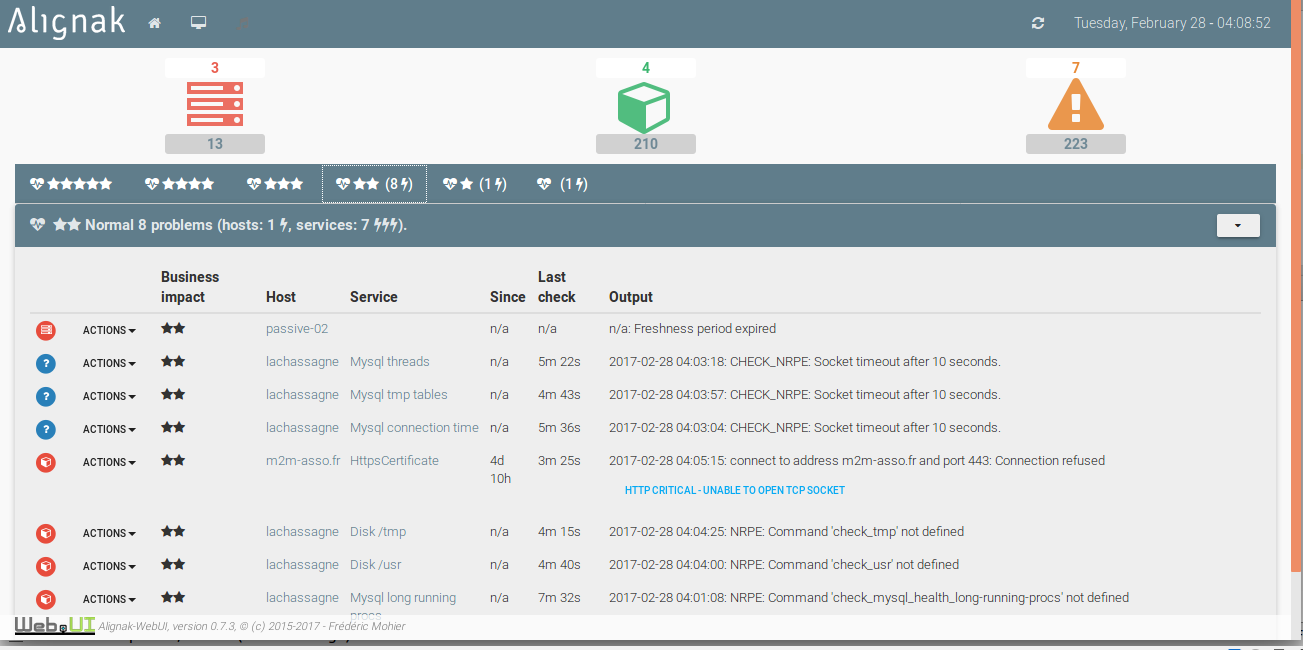 Alignak
Tuesday, February 28 - 04:08:52
3
4
7
13
210
223
(8 ) (1 ) (1 )
Normal 8 problems (hosts: 1 , services: 7 ).
Business impact Host Service Since Last check Output
ACTIONS passive-02 n/a n/a n/a: Freshness period expired
ACTIONS lachassagne Mysql threads n/a 5m 22s 2017-02-28 04:03:18: CHECK_NRPE: Socket timeout after 10 seconds.
ACTIONS lachassagne Mysql tmp tables n/a 4m 43s 2017-02-28 04:03:57: CHECK_NRPE: Socket timeout after 10 seconds.
ACTIONS lachassagne Mysql connection time n/a 5m 36s 2017-02-28 04:03:04: CHECK_NRPE: Socket timeout after 10 seconds.
ACTIONS m2m-asso.fr HttpsCertificate 4d 10h 3m 25s 2017-02-28 04:05:15: connect to address m2m-asso.fr and port 443: Connection refused
HTTP CRITICAL - UNABLE TO OPEN TCP SOCKET
ACTIONS lachassagne Disk /tmp n/a 4m 15s 2017-02-28 04:04:25: NRPE: Command 'check_tmp' not defined
ACTIONS lachassagne Disk /usr n/a 4m 40s 2017-02-28 04:04:00: NRPE: Command 'check_usr' not defined
ACTIONS lachassagne Mysql long running procs n/a 7m 32s 2017-02-28 04:01:08: NRPE: Command 'check_mysql_health_long-running-procs' not defined
Web.UI Alignak-WebUI, version 0.7.3, © (c) 2015-2017 - Frédéric Mohier